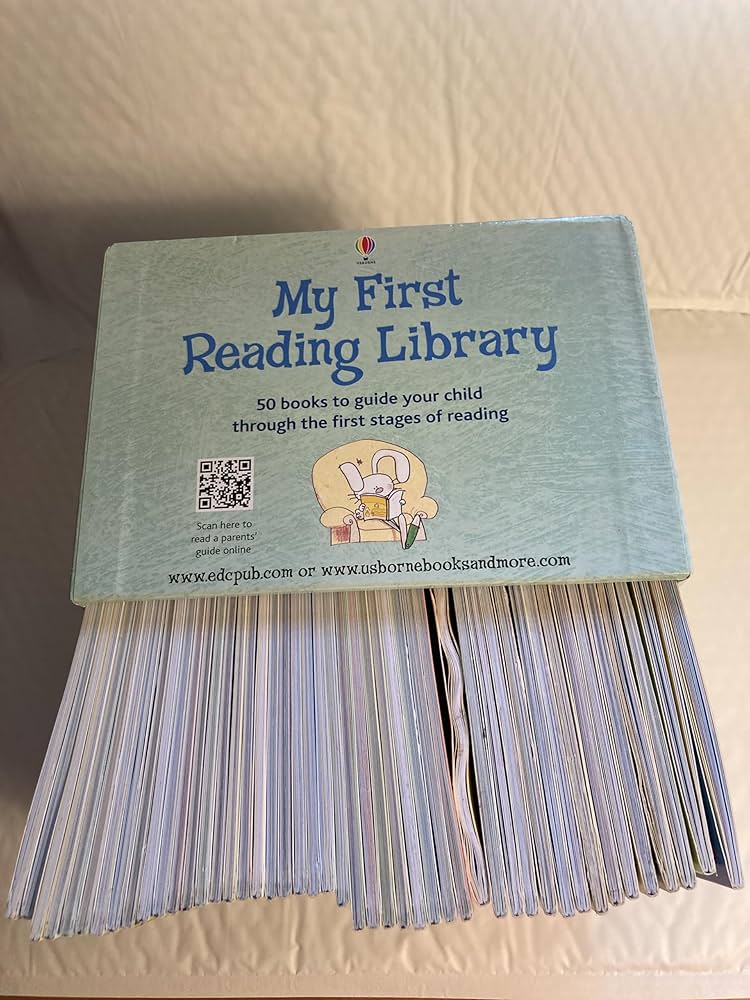 USBORNE
My First
Reading Library
50 books to guide your child
through the first stages of reading
Scan here to
read a parents'
guide online
www.edcpub.com or www.usbornebooksandmore.com